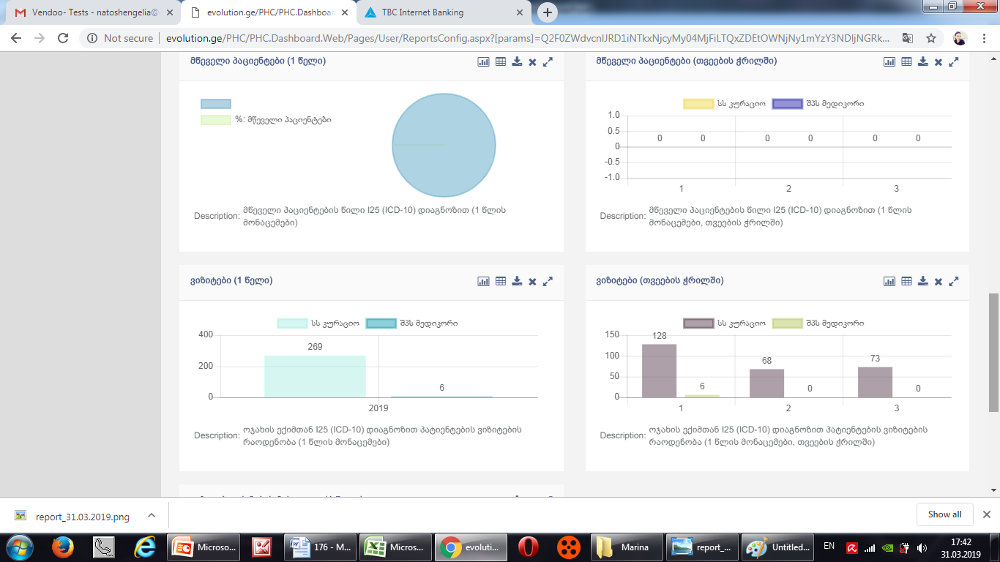 Vendoo- Tests - natoshengelia@
evolution.ge/PHC/PHC.Dashboar
TBC Internet Banking
Not secure
evolution.ge/PHC/PHC.Dashboard.Web/Pages/User/ReportsConfig.aspx?[params]=Q2F0ZWdvcnlJRD1iNTkxNjcyMy04MjFiLTQxZDEtOWNjNy1mYzY3NDljNGRk...
მწეველი პაციენტები (1 წელი)
%: მწეველი პაციენტები
Description: მწეველი პაციენტების წილი I25 (ICD-10) დიაგნოზით (1 წლის
მონაცემები)
მწეველი პაციენტები (თვეების ჭრილში)
სს კურაციო შპს მედიკორი
1.0
0.5
0
-0.5
-1.0
0 0 0 0 0 0
1 2 3
Description: მწეველი პაციენტების წილი I25 (ICD-10) დიაგნოზით (1 წლის
მონაცემები, თვეების ჭრილში)
ვიზიტები (1 წელი)
სს კურაციო შპს მედიკორი
400
200
0
269
6
2019
Description: ოჯახის ექიმთან I25 (ICD-10) დიაგნოზით პატიენტების ვიზიტების
რაოდენობა (1 წლის მონაცემები)
ვიზიტები (თვეების ჭრილში)
სს კურაციო შპს მედიკორი
150
100
50
0
128
6
68
0
73
0
1 2 3
Description: ოჯახის ექიმთან I25 (ICD-10) დიაგნოზით პატიენტების ვიზიტების
რაოდენობა (1 წლის მონაცემები, თვეების ჭრილში)
report_31.03.2019.png
Show all
Microso...
176 - M...
Microso...
evoluti...
Marina
report_...
Untitled...
EN
17:42
31.03.2019